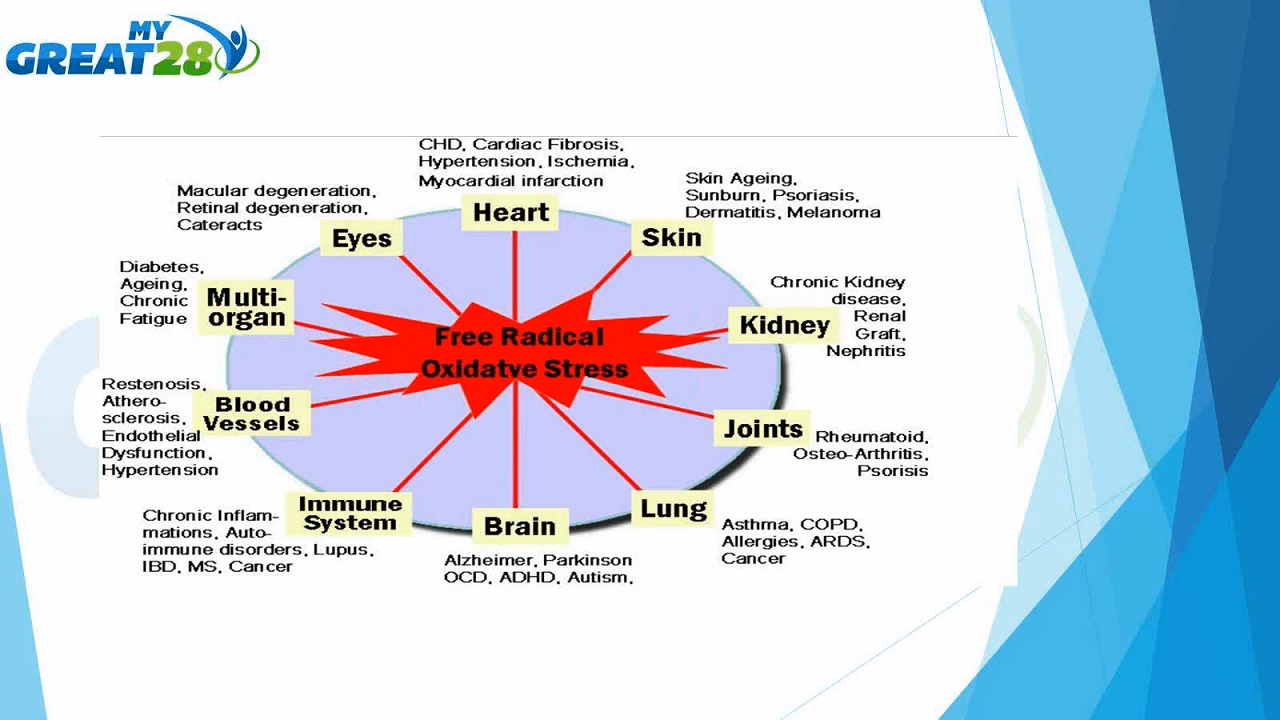 MY
GREAT28
CHD, Cardiac Fibrosis,
Hypertension, Ischemia,
Myocardial infarction
Heart
Skin Ageing,
Sunburn, Psoriasis,
Dermatitis, Melanoma
Skin
Macular degeneration,
Retinal degeneration,
Cateracts
Eyes
Diabetes,
Ageing,
Chronic
Fatigue
Multi-
organ
Chronic Kidney
disease,
Renal
Graft,
Nephritis
Kidney
Free Radical
Oxidatve Stress
Restenosis,
Athero-
sclerosis,
Endothelial
Dysfunction,
Hypertension
Blood
Vessels
Joints
Rheumatoid,
Osteo-Arthritis,
Psorisis
Immune
System
Chronic Inflam-
mations, Auto-
immune disorders, Lupus,
IBD, MS, Cancer
Brain
Alzheimer, Parkinson
OCD, ADHD, Autism,
Lung
Asthma, COPD,
Allergies, ARDS,
Cancer